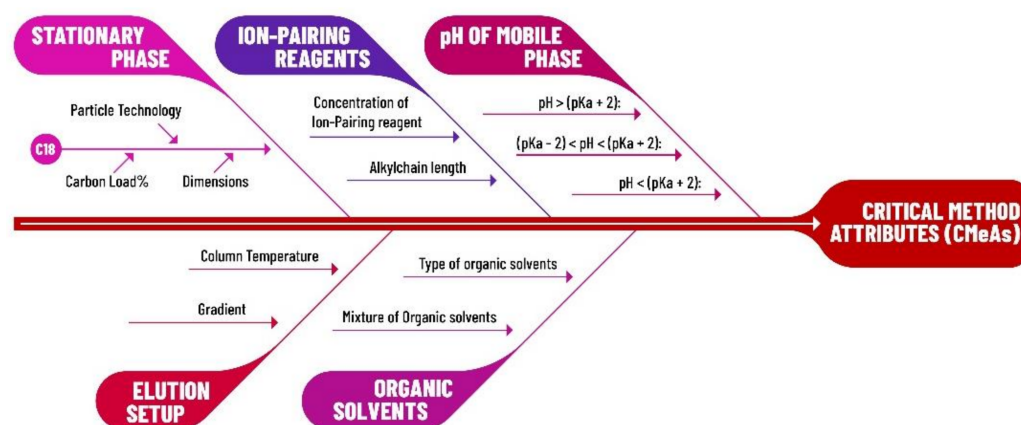 STATIONARY
PHASE
ION-PAIRING
REAGENTS
pH OF MOBILE
PHASE
Particle Technology
C18
Carbon Load%
Dimensions
Concentration of
Ion-Pairing reagent
Alkylchain length
pH > (pKa + 2):
(pKa - 2) < pH < (pKa + 2):
pH < (pKa + 2):
CRITICAL METHOD
ATTRIBUTES (CMeAs)
Column Temperature
Gradient
Type of organic solvents
Mixture of Organic solvents
ELUTION
SETUP
ORGANIC
SOLVENTS